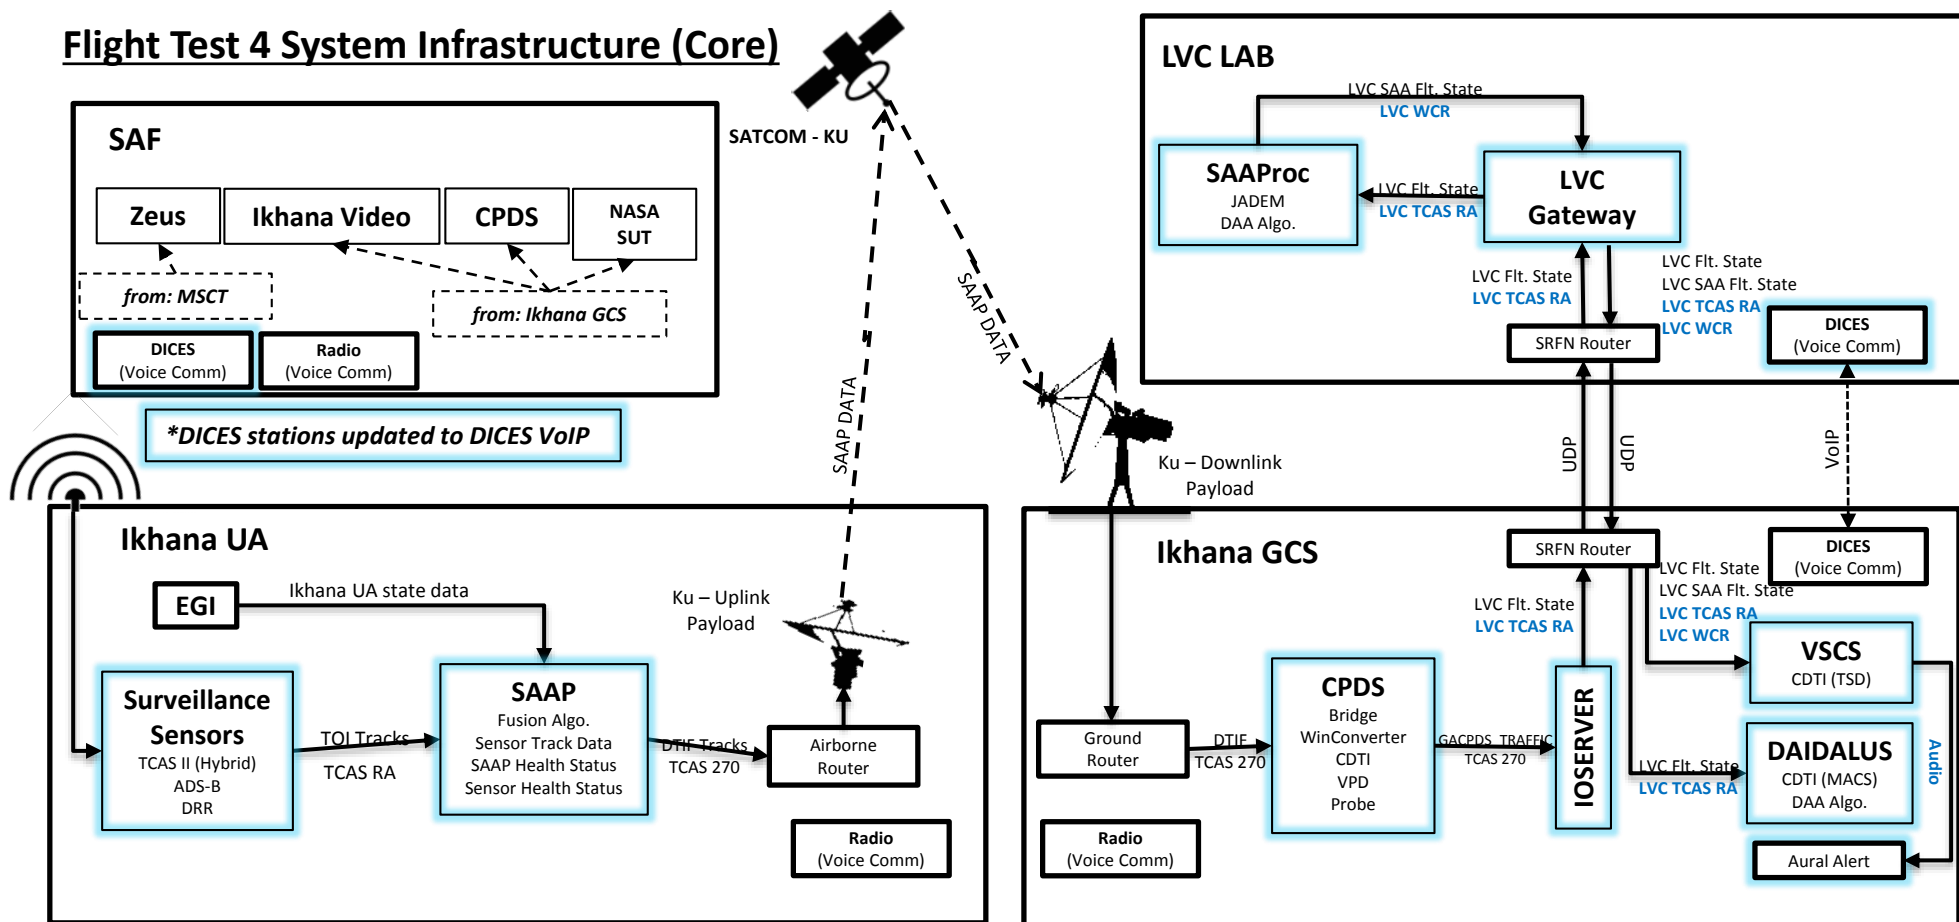 Flight Test 4 System Infrastructure (Core)
SATCOM - KU
SAF
Zeus
Ikhana Video
CPDS
NASA
SUT
from: MSCT
from: Ikhana GCS
DICES
(Voice Comm)
Radio
(Voice Comm)
*DICES stations updated to DICES VoIP
SAAP DATA
SAAP DATA
LVC LAB
LVC SAA Flt. State
LVC WCR
SAAProc
JADEM
DAA Algo.
LVC Flt. State
LVC TCAS RA
LVC
Gateway
LVC Flt. State
LVC TCAS RA
LVC Flt. State
LVC SAA Flt. State
LVC TCAS RA
LVC WCR
SRFN Router
DICES
(Voice Comm)
UDP
UDP
VoIP
Ku – Downlink
Payload
Ikhana UA
EGI
Ikhana UA state data
Ku – Uplink
Payload
Surveillance
Sensors
TCAS II (Hybrid)
ADS-B
DRR
TOI Tracks
TCAS RA
SAAP
Fusion Algo.
Sensor Track Data
SAAP Health Status
Sensor Health Status
DTIF Tracks
TCAS 270
Airborne
Router
Radio
(Voice Comm)
Ikhana GCS
SRFN Router
DICES
(Voice Comm)
LVC Flt. State
LVC TCAS RA
LVC Flt. State
LVC SAA Flt. State
LVC TCAS RA
LVC WCR
Ground
Router
DTIF
TCAS 270
CPDS
Bridge
WinConverter
CDTI
VPD
Probe
GACPDS_TRAFFIC
TCAS 270
IOSERVER
VSCS
CDTI (TSD)
LVC Flt. State
LVC TCAS RA
DAIDALUS
CDTI (MACS)
DAA Algo.
Audio
Aural Alert
Radio
(Voice Comm)